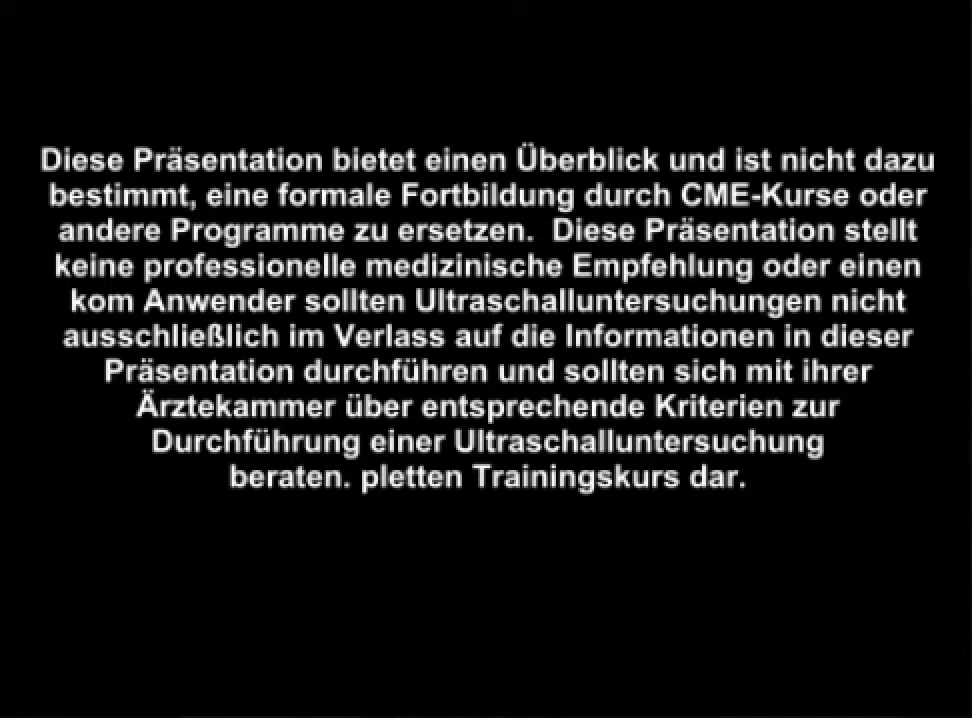 Diese Präsentation bietet einen Überblick und ist nicht dazu
bestimmt, eine formale Fortbildung durch CME-Kurse oder
andere Programme zu ersetzen.  Diese Präsentation stellt
keine professionelle medizinische Empfehlung oder einen
kom Anwender sollten Ultraschalluntersuchungen nicht
ausschließlich im Verlass auf die Informationen in dieser
Präsentation durchführen und sollten sich mit ihrer
Ärztekammer über entsprechende Kriterien zur
Durchführung einer Ultraschalluntersuchung
beraten. pletten Trainingskurs dar.